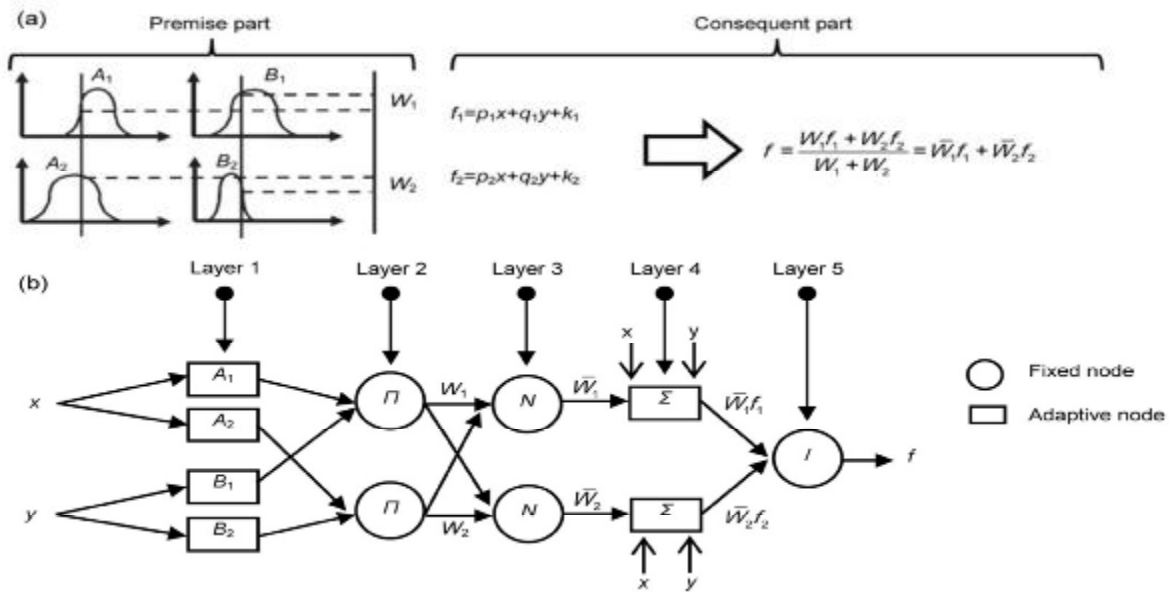 (a)
Premise part
Consequent part
A₁
B₁
W₁
f₁=p₁x+q₁y+k₁
f = (W₁f₁ + W₂f₂) / (W₁ + W₂) = W̄₁f₁ + W̄₂f₂
A₂
B₂
W₂
f₂=p₂x+q₂y+k₂
(b)
Layer 1
Layer 2
Layer 3
Layer 4
Layer 5
x
y
A₁
Π
W₁
N
W̄₁
Σ
W̄₁f₁
Fixed node
x
A₂
Adaptive node
I
f
B₁
y
Π
W₂
N
W̄₂
Σ
W̄₂f₂
B₂
x
y